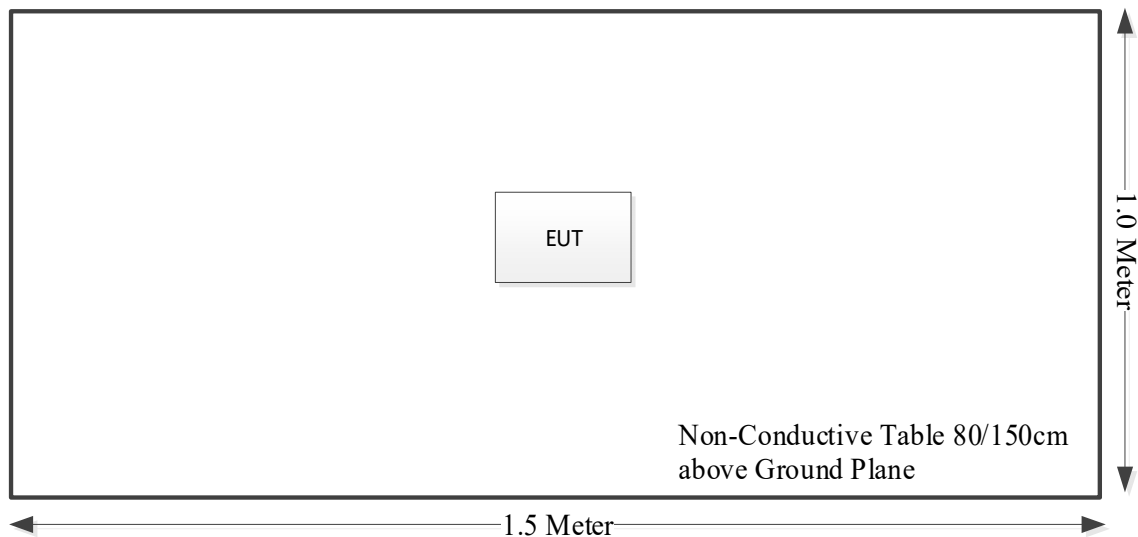 EUT
1.0 Meter
Non-Conductive Table 80/150cm
above Ground Plane
1.5 Meter